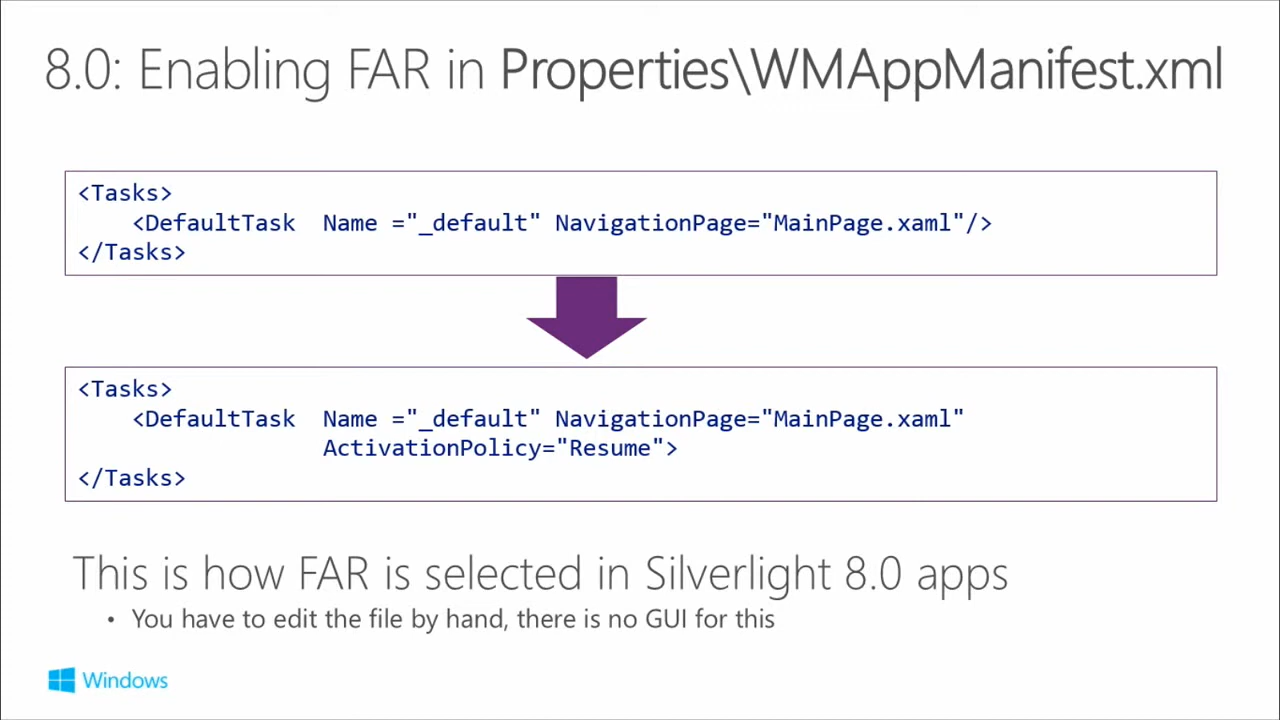 8.0: Enabling FAR in Properties\WMAppManifest.xml
<Tasks>
    <DefaultTask  Name ="_default" NavigationPage="MainPage.xaml"/>
</Tasks>
<Tasks>
    <DefaultTask  Name ="_default" NavigationPage="MainPage.xaml"
                  ActivationPolicy="Resume">
</Tasks>
This is how FAR is selected in Silverlight 8.0 apps
• You have to edit the file by hand, there is no GUI for this
Windows